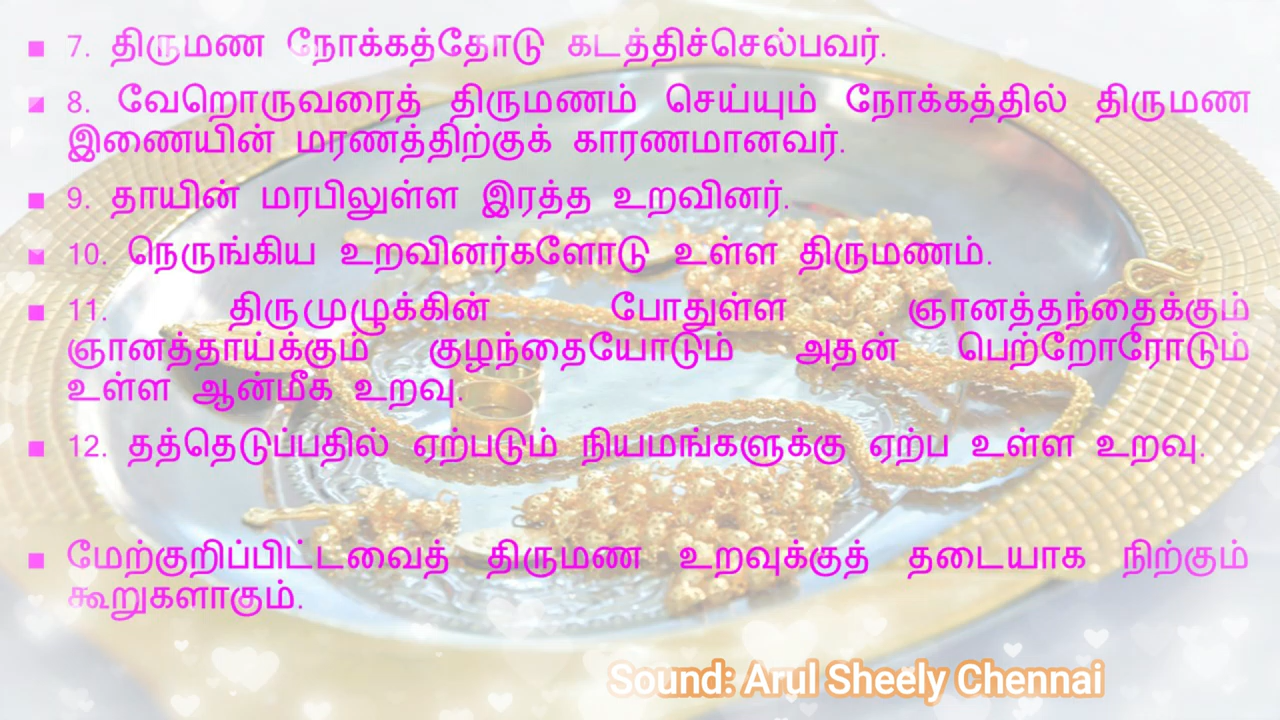 ▪ 7. திருமண நோக்கத்தோடு கடத்திச்செல்பவர்.
▪ 8. வேறொருவரைத் திருமணம் செய்யும் நோக்கத்தில் திருமண
இணையின் மரணத்திற்குக் காரணமானவர்.
▪ 9. தாயின் மரபிலுள்ள இரத்த உறவினர்.
▪ 10. நெருங்கிய உறவினர்களோடு உள்ள திருமணம்.
▪ 11. திருமுழுக்கின் போதுள்ள ஞானத்தந்தைக்கும்
ஞானத்தாய்க்கும் குழந்தையோடும் அதன் பெற்றோரோடும்
உள்ள ஆன்மீக உறவு.
▪ 12. தத்தெடுப்பதில் ஏற்படும் நியமங்களுக்கு ஏற்ப உள்ள உறவு.
▪ மேற்குறிப்பிட்டவைத் திருமண உறவுக்குத் தடையாக நிற்கும்
கூறுகளாகும்.
Sound: Arul Sheely Chennai